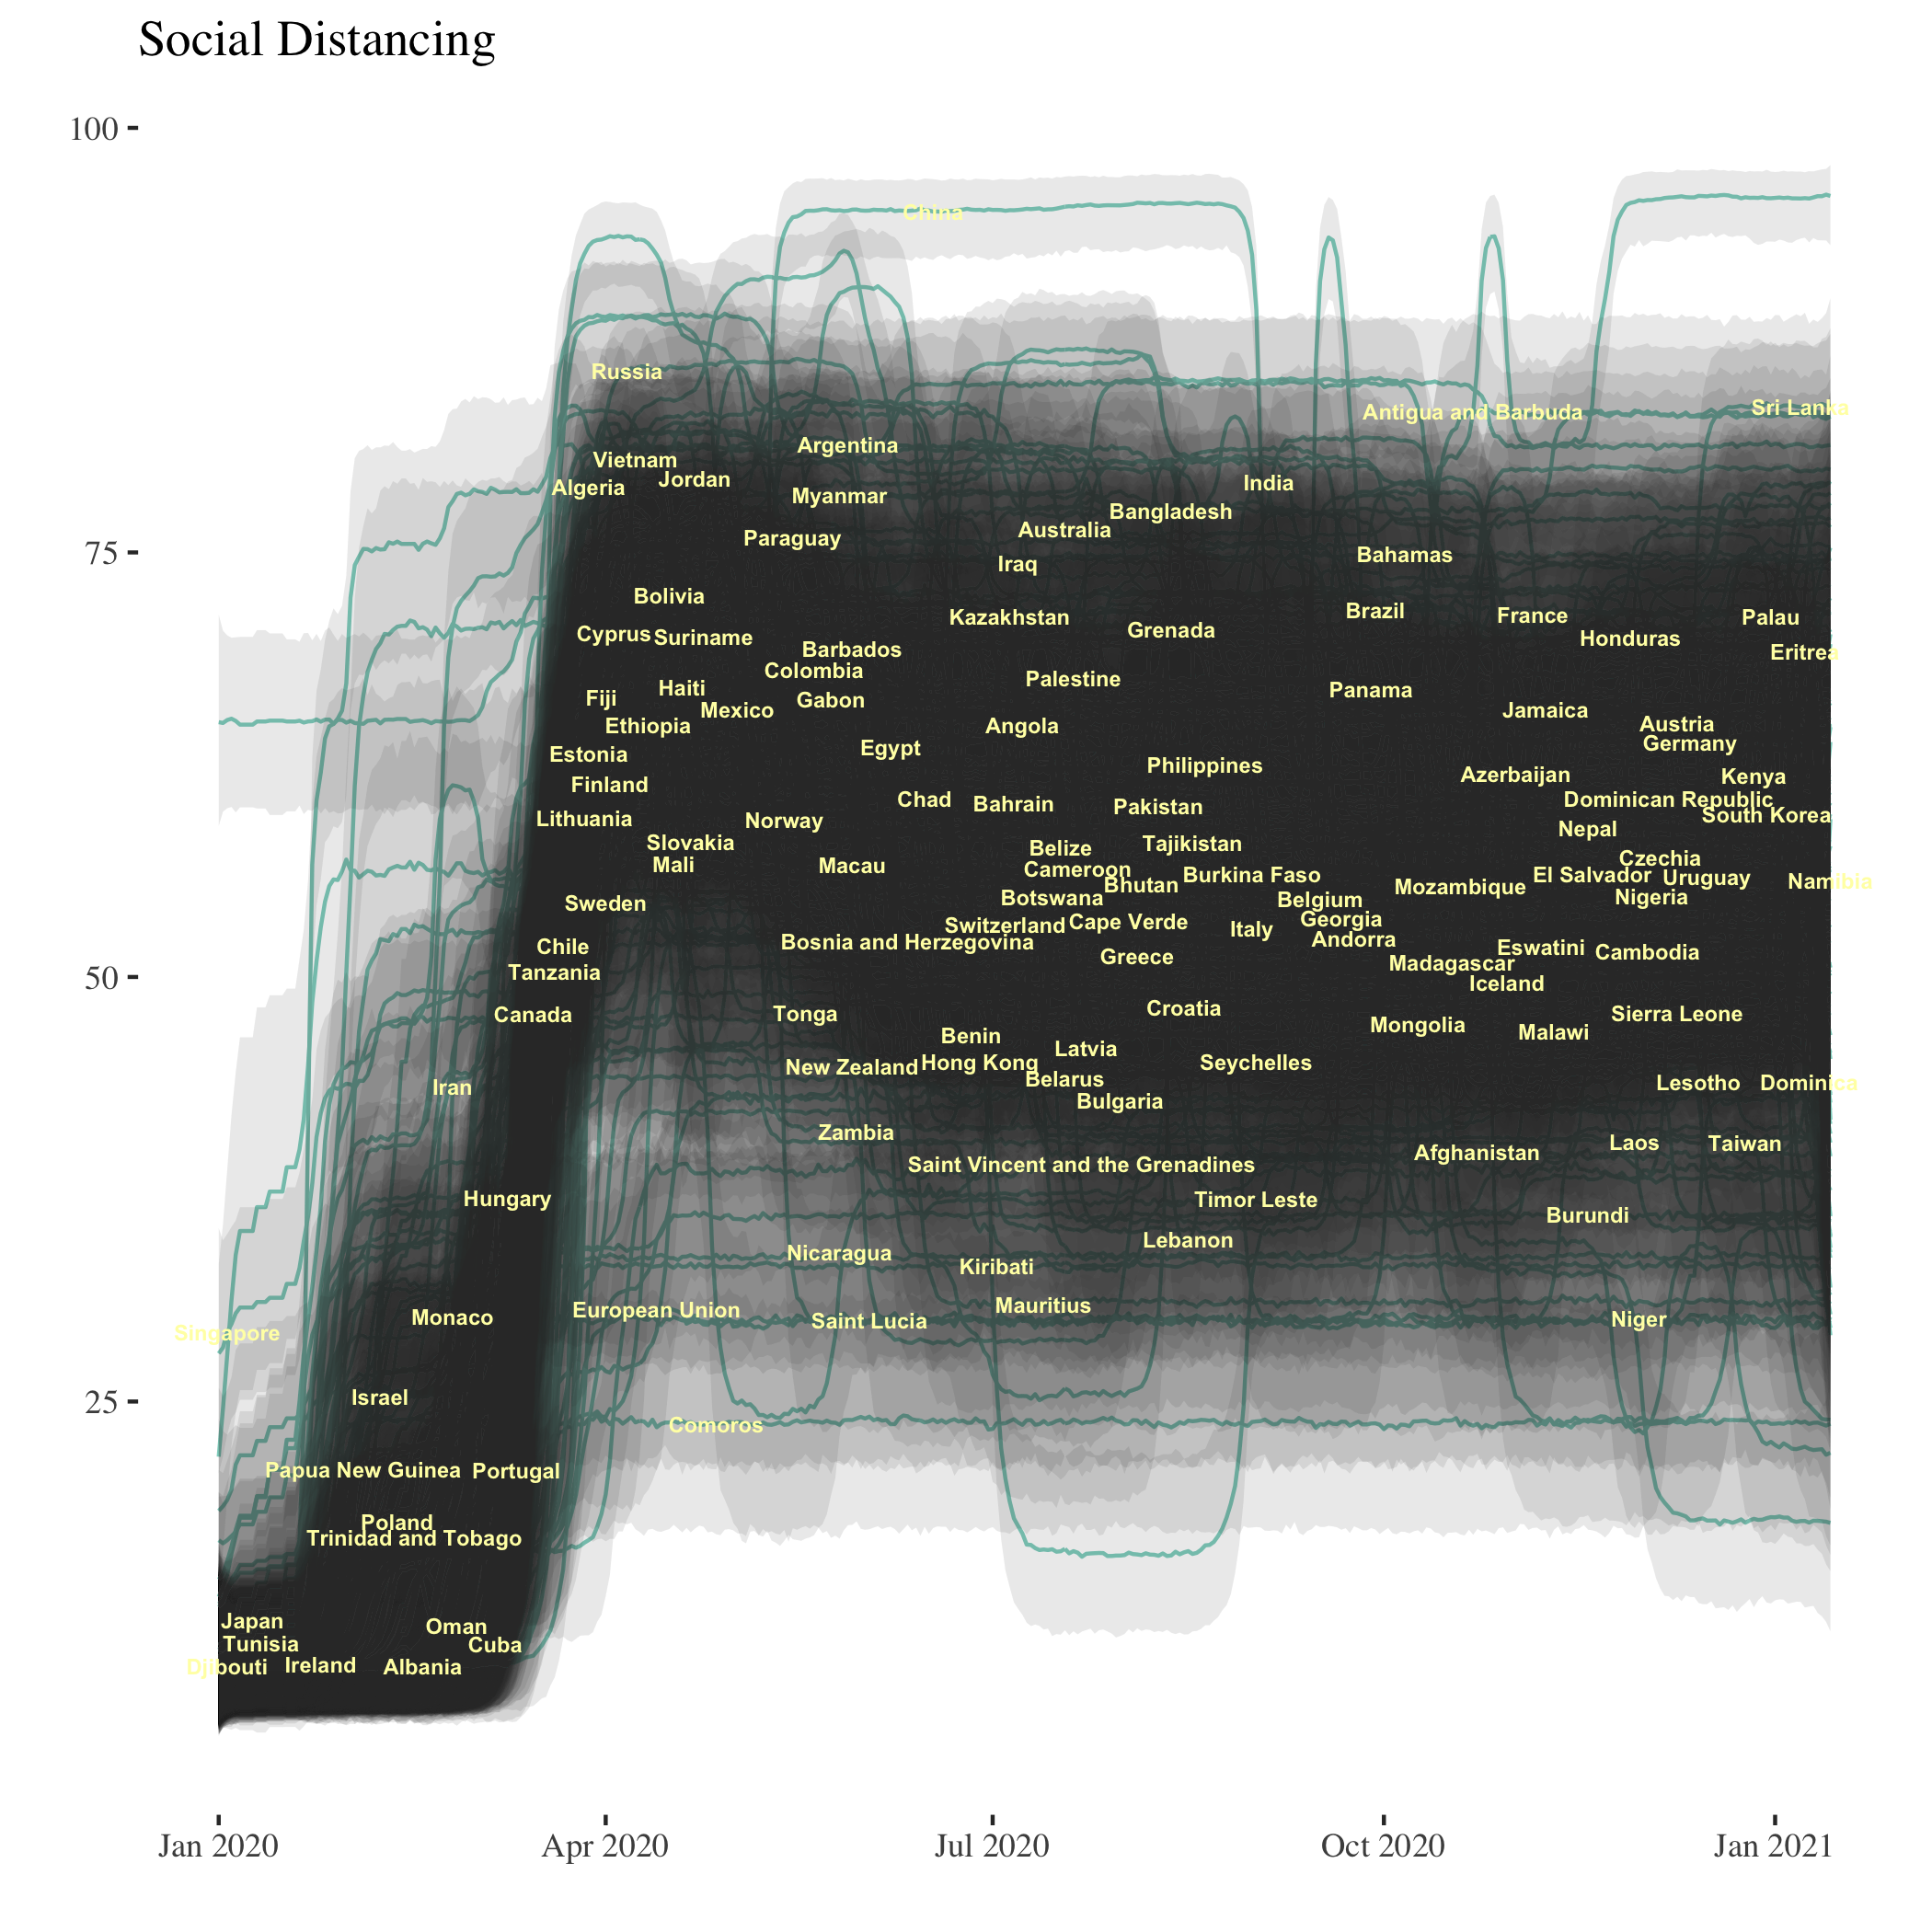 Social Distancing
100
China
Russia
Antigua and Barbuda
Sri Lanka
Argentina
Vietnam
Jordan
India
Algeria
Myanmar
Bangladesh
Australia
Paraguay
75
Bahamas
Iraq
Bolivia
Brazil
France
Kazakhstan
Palau
Grenada
Cyprus
Suriname
Honduras
Barbados
Eritrea
Colombia
Palestine
Haiti
Panama
Fiji
Gabon
Mexico
Jamaica
Ethiopia
Angola
Austria
Germany
Egypt
Estonia
Philippines
Azerbaijan
Kenya
Finland
Chad
Dominican Republic
Bahrain
Pakistan
South Korea
Lithuania
Norway
Nepal
Slovakia
Tajikistan
Belize
Czechia
Mali
Macau
Cameroon
Burkina Faso
El Salvador
Uruguay
Namibia
Bhutan
Mozambique
Nigeria
Botswana
Belgium
Sweden
Georgia
Cape Verde
Switzerland
Italy
Andorra
Bosnia and Herzegovina
Chile
Eswatini
Cambodia
Greece
Madagascar
Tanzania
50
Iceland
Croatia
Canada
Tonga
Sierra Leone
Mongolia
Malawi
Benin
Latvia
Hong Kong
Seychelles
New Zealand
Belarus
Lesotho
Dominica
Iran
Bulgaria
Zambia
Laos
Taiwan
Afghanistan
Saint Vincent and the Grenadines
Hungary
Timor Leste
Burundi
Lebanon
Nicaragua
Kiribati
Mauritius
European Union
Monaco
Niger
Saint Lucia
Singapore
Israel
25
Comoros
Papua New Guinea
Portugal
Poland
Trinidad and Tobago
Japan
Oman
Tunisia
Cuba
Ireland
Djibouti
Albania
Jan 2020
Apr 2020
Jul 2020
Oct 2020
Jan 2021